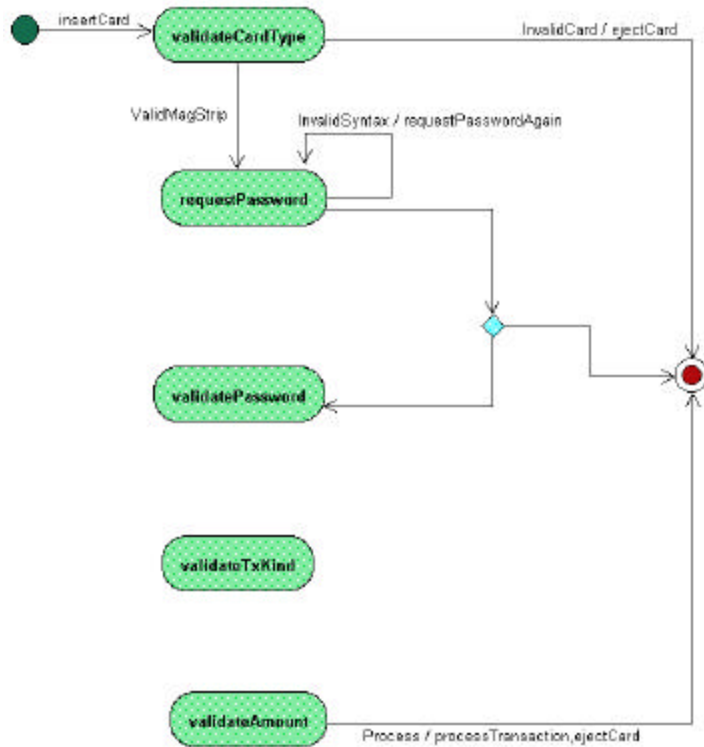 insertCard
validateCardType
InvalidCard / ejectCard
ValidMagStrip
InvalidSyntax / requestPasswordAgain
requestPassword
validatePassword
validateTxKind
validateAmount
Process / processTransaction,ejectCard